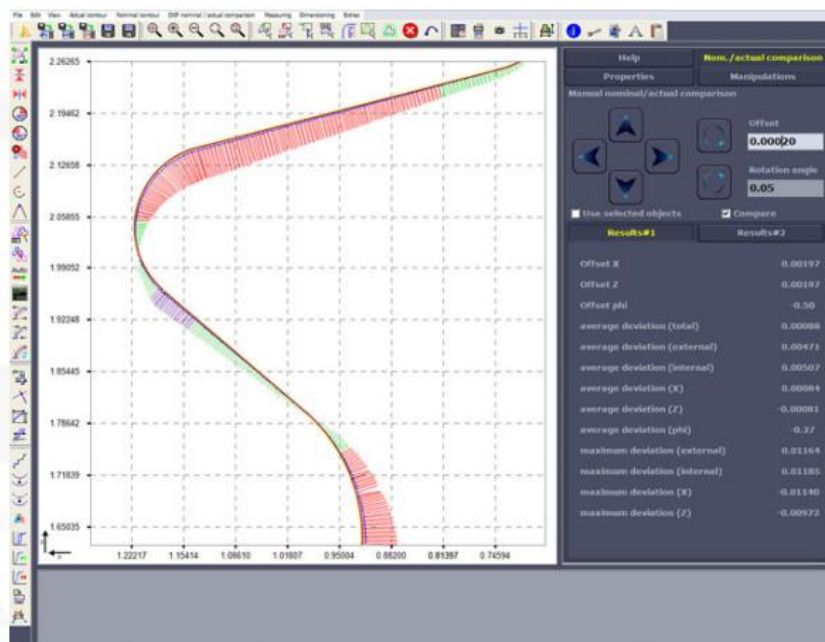 File Edit View Actual contour Nominal contour Diff nominal / actual comparison Measuring Dimensioning Extras
Help Nom./actual comparison
Properties Manipulations
Manual nominal/actual comparison
Offset
0.00020
Rotation angle
0.05
Use selected objects Compare
Results#1 Results#2
Offset X 0.00197
Offset Z 0.00197
Offset phi -0.50
average deviation (total) 0.00088
average deviation (external) 0.00471
average deviation (internal) 0.00507
average deviation (X) 0.00084
average deviation (Z) -0.00081
average deviation (phi) -0.27
maximum deviation (external) 0.01164
maximum deviation (internal) 0.01185
maximum deviation (X) -0.01140
maximum deviation (Z) -0.00973
Auto
2.26265
2.19462
2.12658
2.05855
1.99052
1.92248
1.85445
1.78642
1.71839
1.65035
1.22217 1.15414 1.08610 1.01807 0.95004 0.88200 0.81397 0.74594